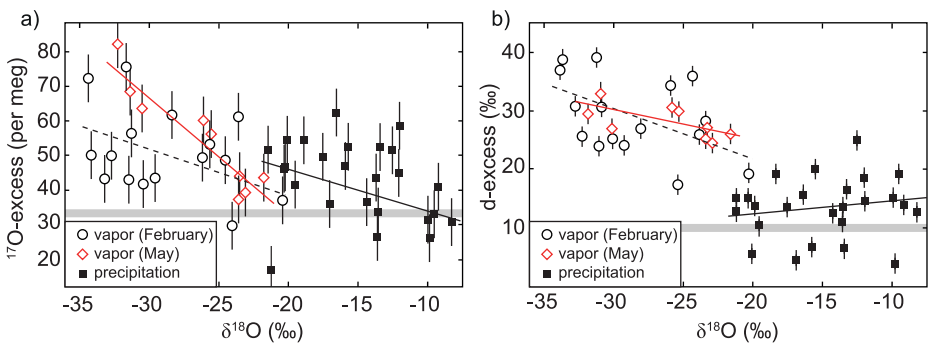 a)
¹⁷O-excess (per meg)
80
70
60
50
40
30
20
vapor (February)
vapor (May)
precipitation
-35
-30
-25
-20
-15
-10
δ¹⁸O (‰)
b)
d-excess (‰)
40
30
20
10
vapor (February)
vapor (May)
precipitation
-35
-30
-25
-20
-15
-10
δ¹⁸O (‰)